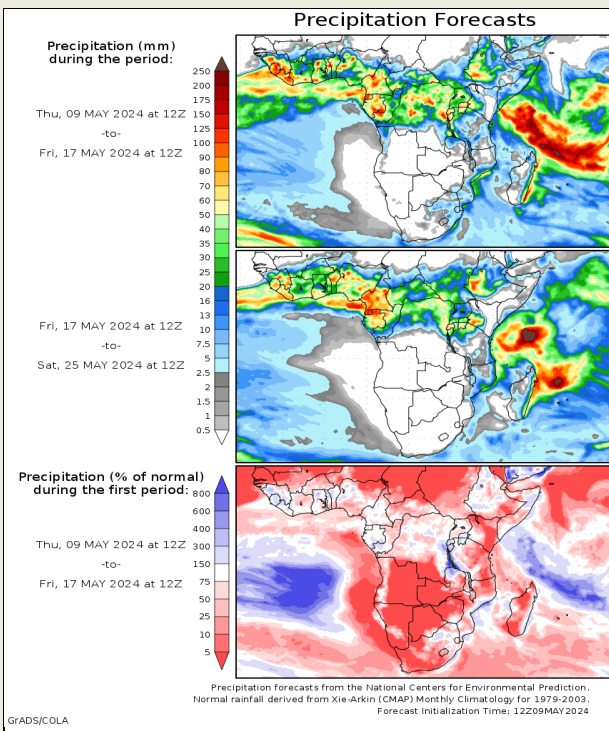 Precipitation Forecasts
Precipitation (mm)
during the period:
Thu, 09 MAY 2024 at 12Z
-to-
Fri, 17 MAY 2024 at 12Z
250
200
175
150
125
100
90
80
70
60
50
40
35
30
25
20
16
13
10
7.5
5
2.5
2
1.5
1
0.5
Fri, 17 MAY 2024 at 12Z
-to-
Sat, 25 MAY 2024 at 12Z
Precipitation (% of normal)
during the first period:
Thu, 09 MAY 2024 at 12Z
-to-
Fri, 17 MAY 2024 at 12Z
800
600
400
300
150
75
50
25
10
5
Precipitation forecasts from the National Centers for Environmental Prediction.
Normal rainfall derived from Xie-Arkin (CMAP) Monthly Climatology for 1979-2003.
Forecast Initialization Time: 12Z09MAY2024
GrADS/COLA